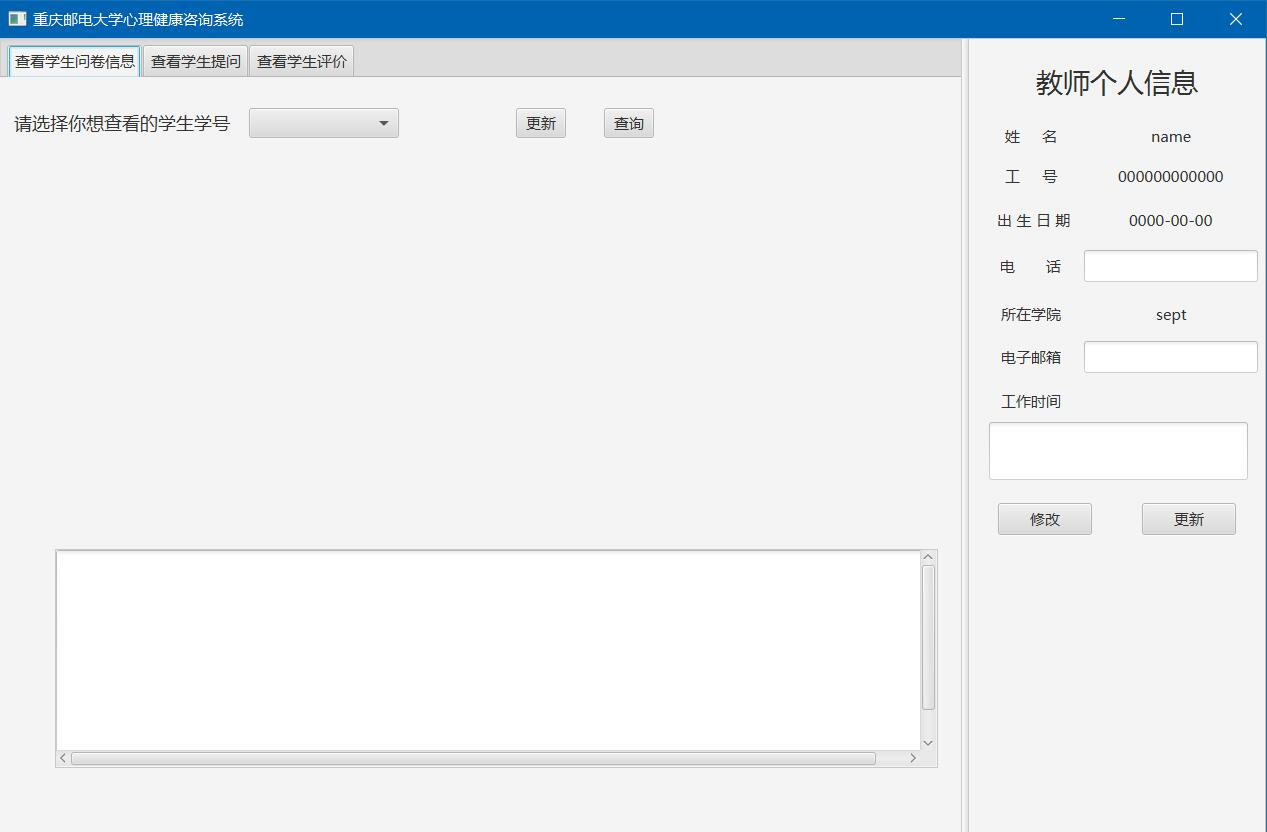 重庆邮电大学心理健康咨询系统
查看学生问卷信息 查看学生提问 查看学生评价
请选择你想查看的学生学号 更新 查询
教师个人信息
姓 名 name
工 号 000000000000
出 生 日 期 0000-00-00
电 话
所在学院 sept
电子邮箱
工作时间
修改 更新